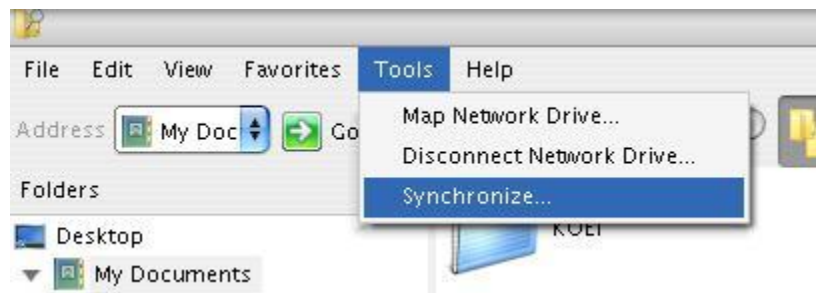 File Edit View Favorites Tools Help
Address My Doc Go
Map Network Drive...
Disconnect Network Drive...
Synchronize...
Folders
Desktop
My Documents
KOEI